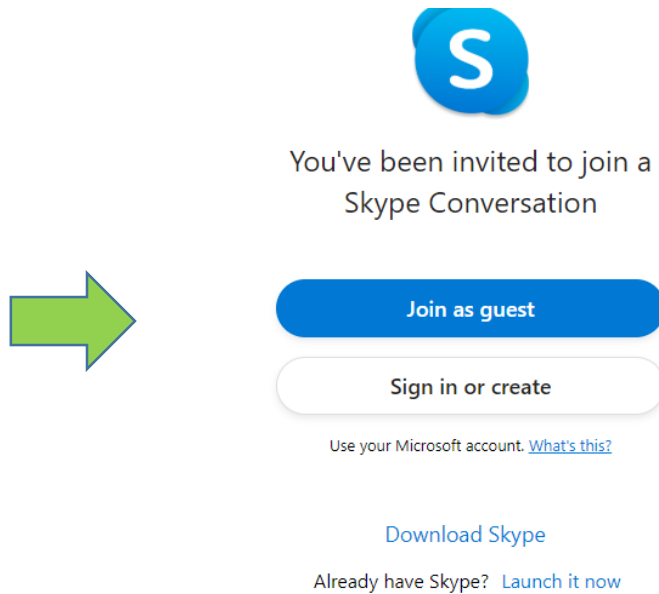 S
You've been invited to join a
Skype Conversation
Join as guest
Sign in or create
Use your Microsoft account. What's this?
Download Skype
Already have Skype? Launch it now